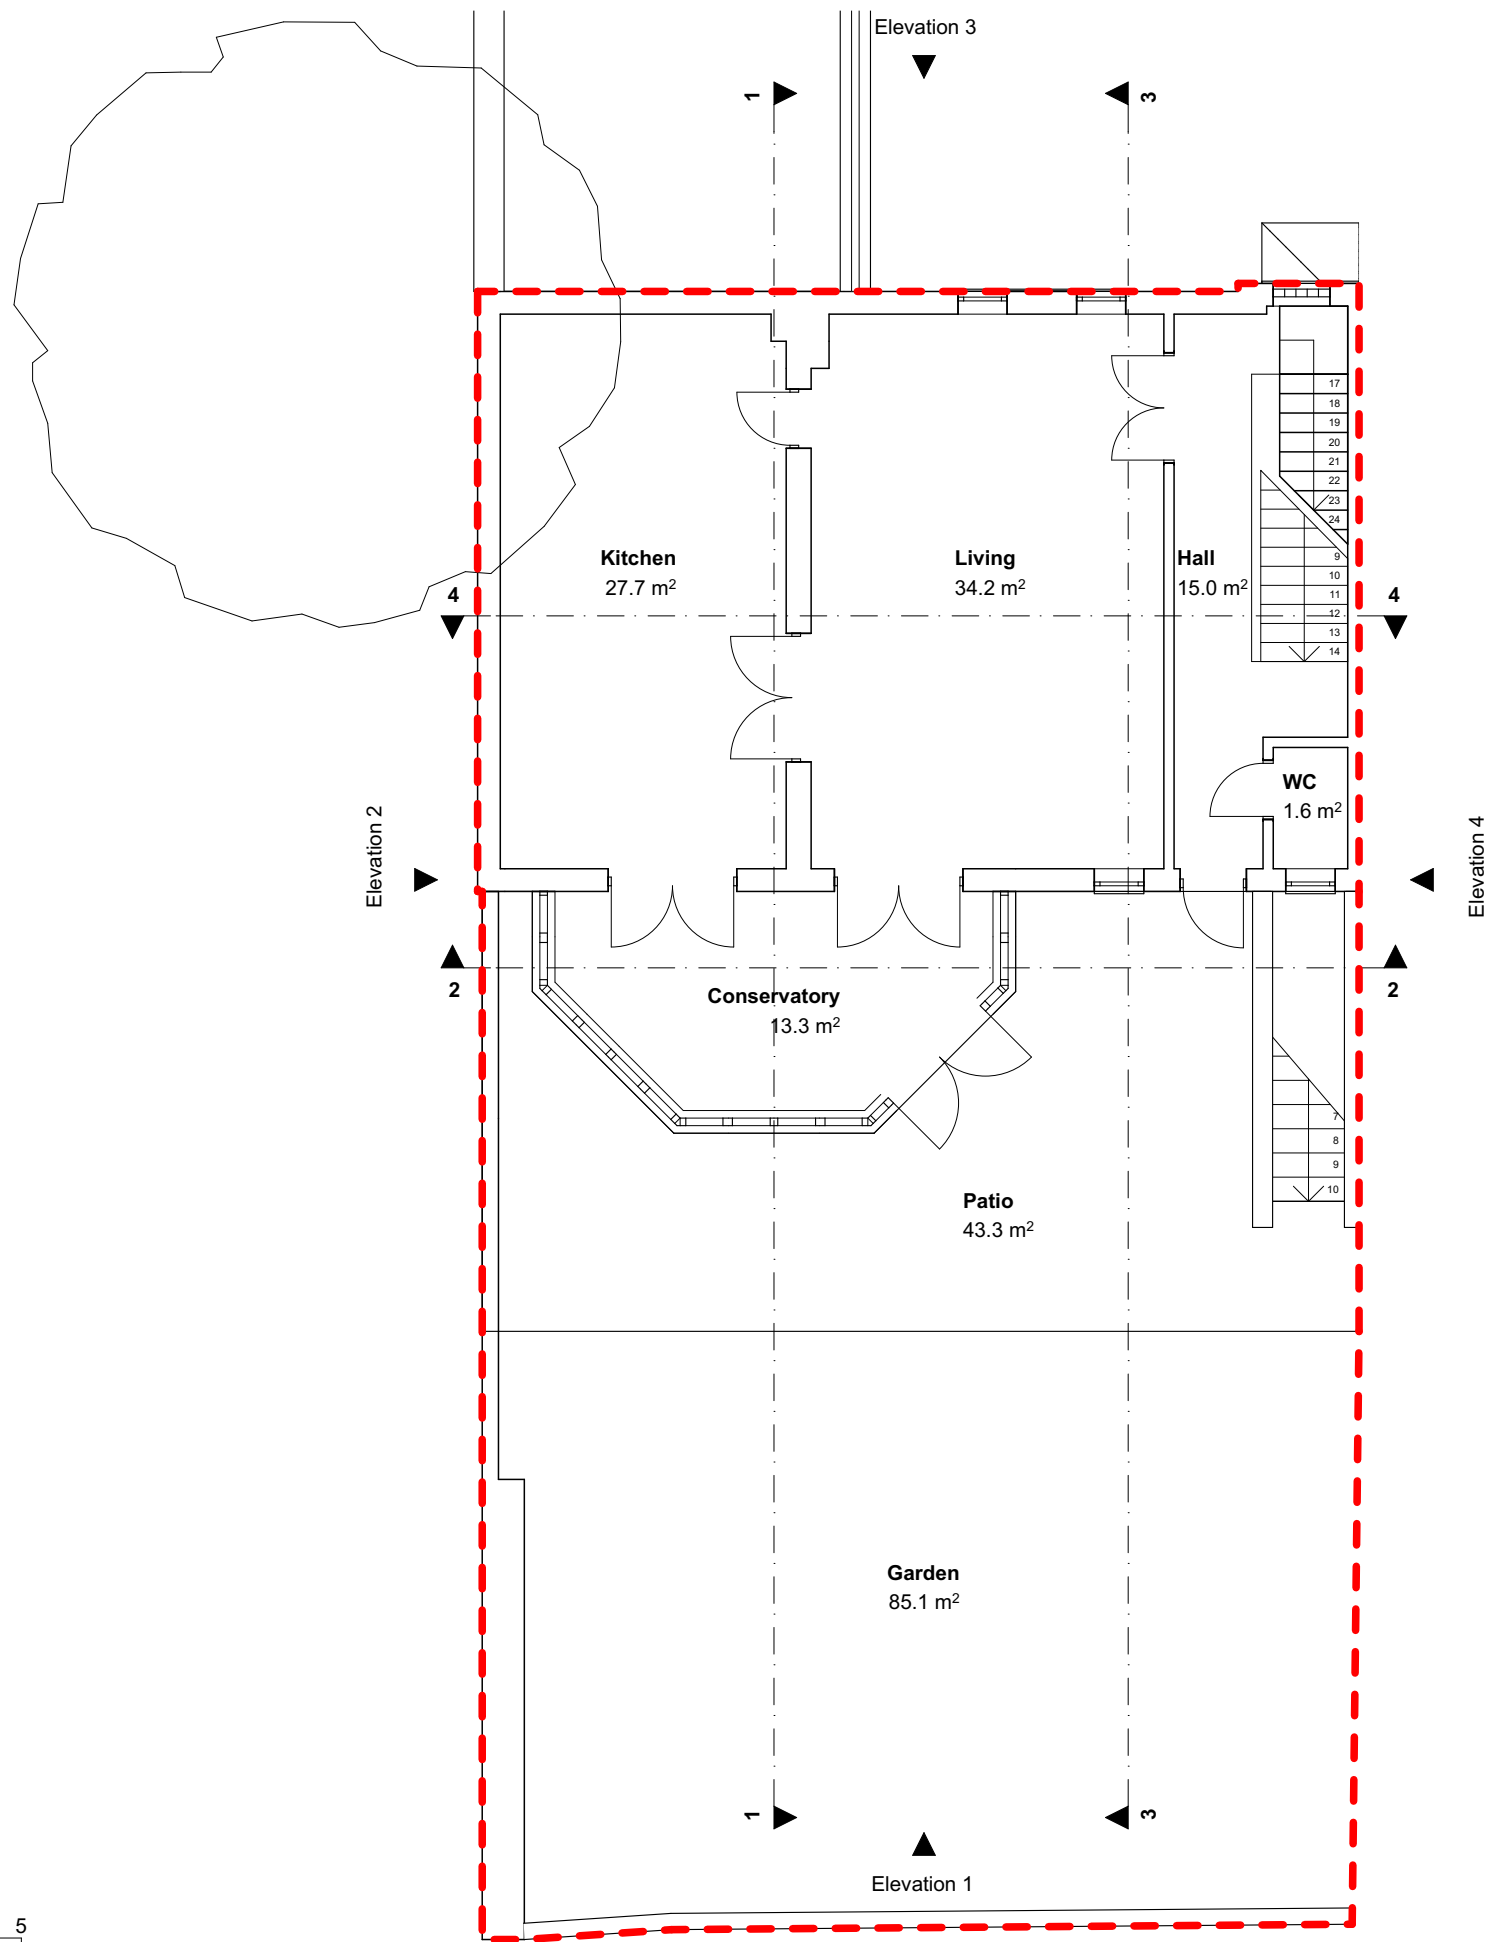 Elevation 3
1
3
17
18
19
20
21
22
23
24
9
10
11
12
13
14
Kitchen
27.7 m²
Living
34.2 m²
Hall
15.0 m²
4
4
WC
1.6 m²
Elevation 2
Elevation 4
2
2
Conservatory
13.3 m²
7
8
9
10
Patio
43.3 m²
Garden
85.1 m²
1
3
Elevation 1
5